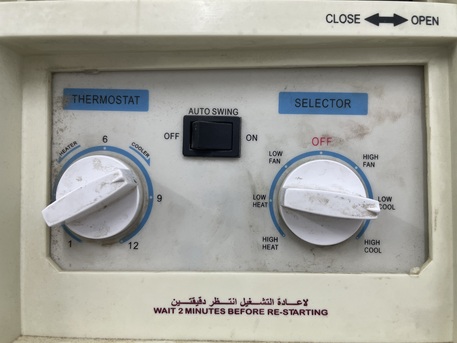 CLOSE OPEN
THERMOSTAT
AUTO SWING
OFF ON
SELECTOR
HEATER 6 COOLER
9
1 12
OFF
LOW FAN
HIGH FAN
LOW HEAT
LOW COOL
HIGH HEAT
HIGH COOL
لاعادة التشغيل انتظر دقيقتين
WAIT 2 MINUTES BEFORE RE-STARTING